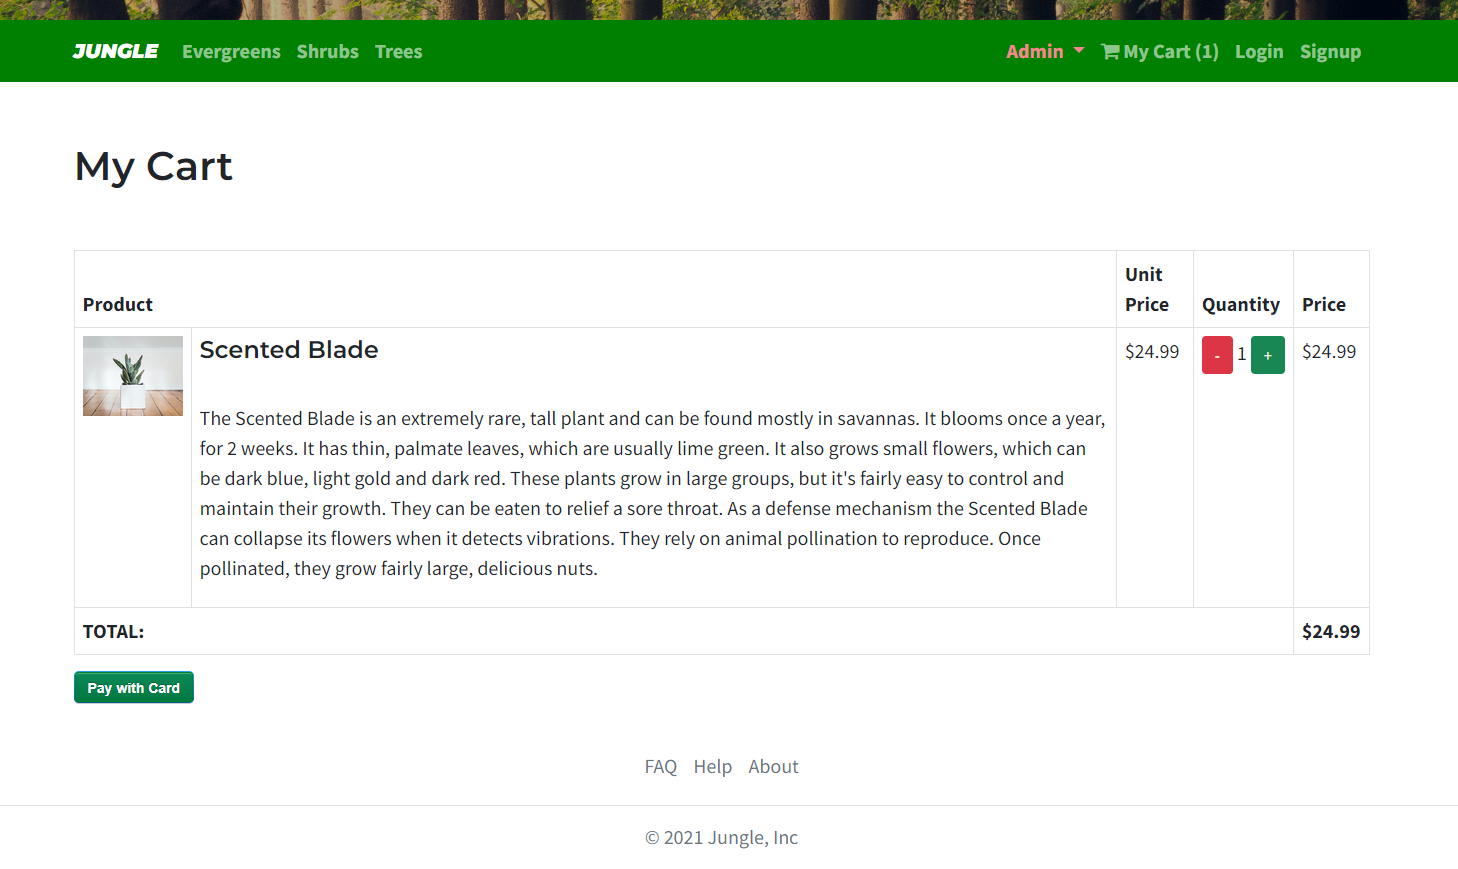 JUNGLE Evergreens Shrubs Trees Admin My Cart (1) Login Signup
My Cart
Product Unit Price Quantity Price
Scented Blade $24.99 - 1 + $24.99
The Scented Blade is an extremely rare, tall plant and can be found mostly in savannas. It blooms once a year,
for 2 weeks. It has thin, palmate leaves, which are usually lime green. It also grows small flowers, which can
be dark blue, light gold and dark red. These plants grow in large groups, but it's fairly easy to control and
maintain their growth. They can be eaten to relief a sore throat. As a defense mechanism the Scented Blade
can collapse its flowers when it detects vibrations. They rely on animal pollination to reproduce. Once
pollinated, they grow fairly large, delicious nuts.
TOTAL: $24.99
Pay with Card
FAQ Help About
© 2021 Jungle, Inc